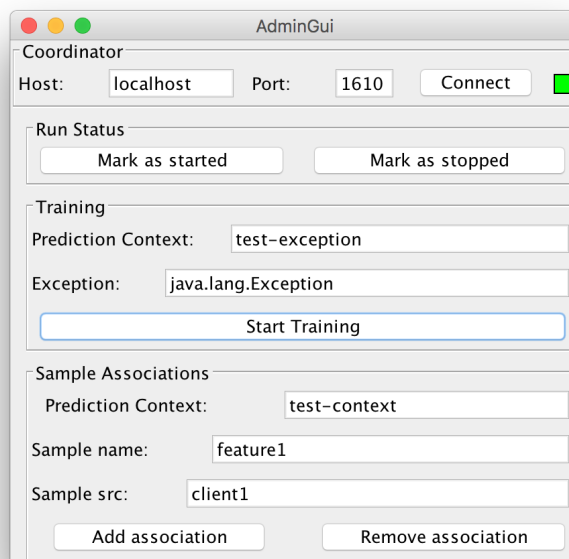 AdminGui
Coordinator
Host: localhost Port: 1610 Connect
Run Status
Mark as started Mark as stopped
Training
Prediction Context: test-exception
Exception: java.lang.Exception
Start Training
Sample Associations
Prediction Context: test-context
Sample name: feature1
Sample src: client1
Add association Remove association